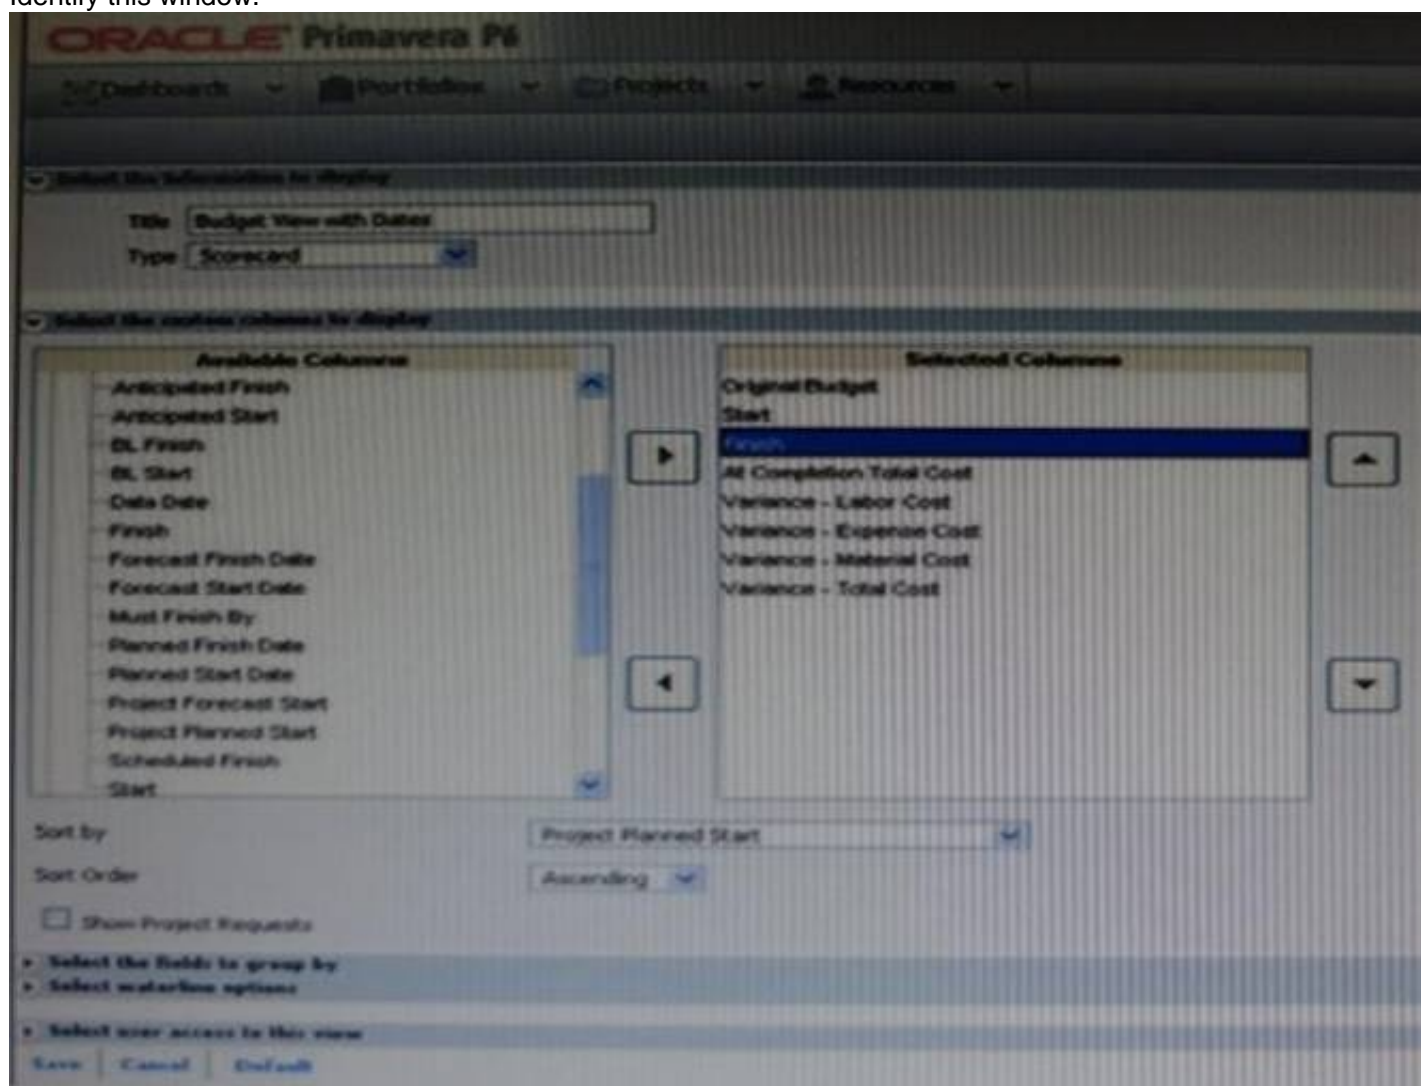 Identify this window.
ORACLE Primavera P6
Dashboards Portfolios Projects Resources
Select the information to display
Title Budget View with Dates
Type Scorecard
Select the custom columns to display
Available Columns
Anticipated Finish
Anticipated Start
BL Finish
BL Start
Data Date
Finish
Forecast Finish Date
Forecast Start Date
Must Finish By
Planned Finish Date
Planned Start Date
Project Forecast Start
Project Planned Start
Scheduled Finish
Start
Selected Columns
Original Budget
Start
Finish
At Completion Total Cost
Variance - Labor Cost
Variance - Expense Cost
Variance - Material Cost
Variance - Total Cost
Sort by Project Planned Start
Sort Order Ascending
Show Project Requests
Select the fields to group by
Select waterline options
Select user access to this view
Save Cancel Default